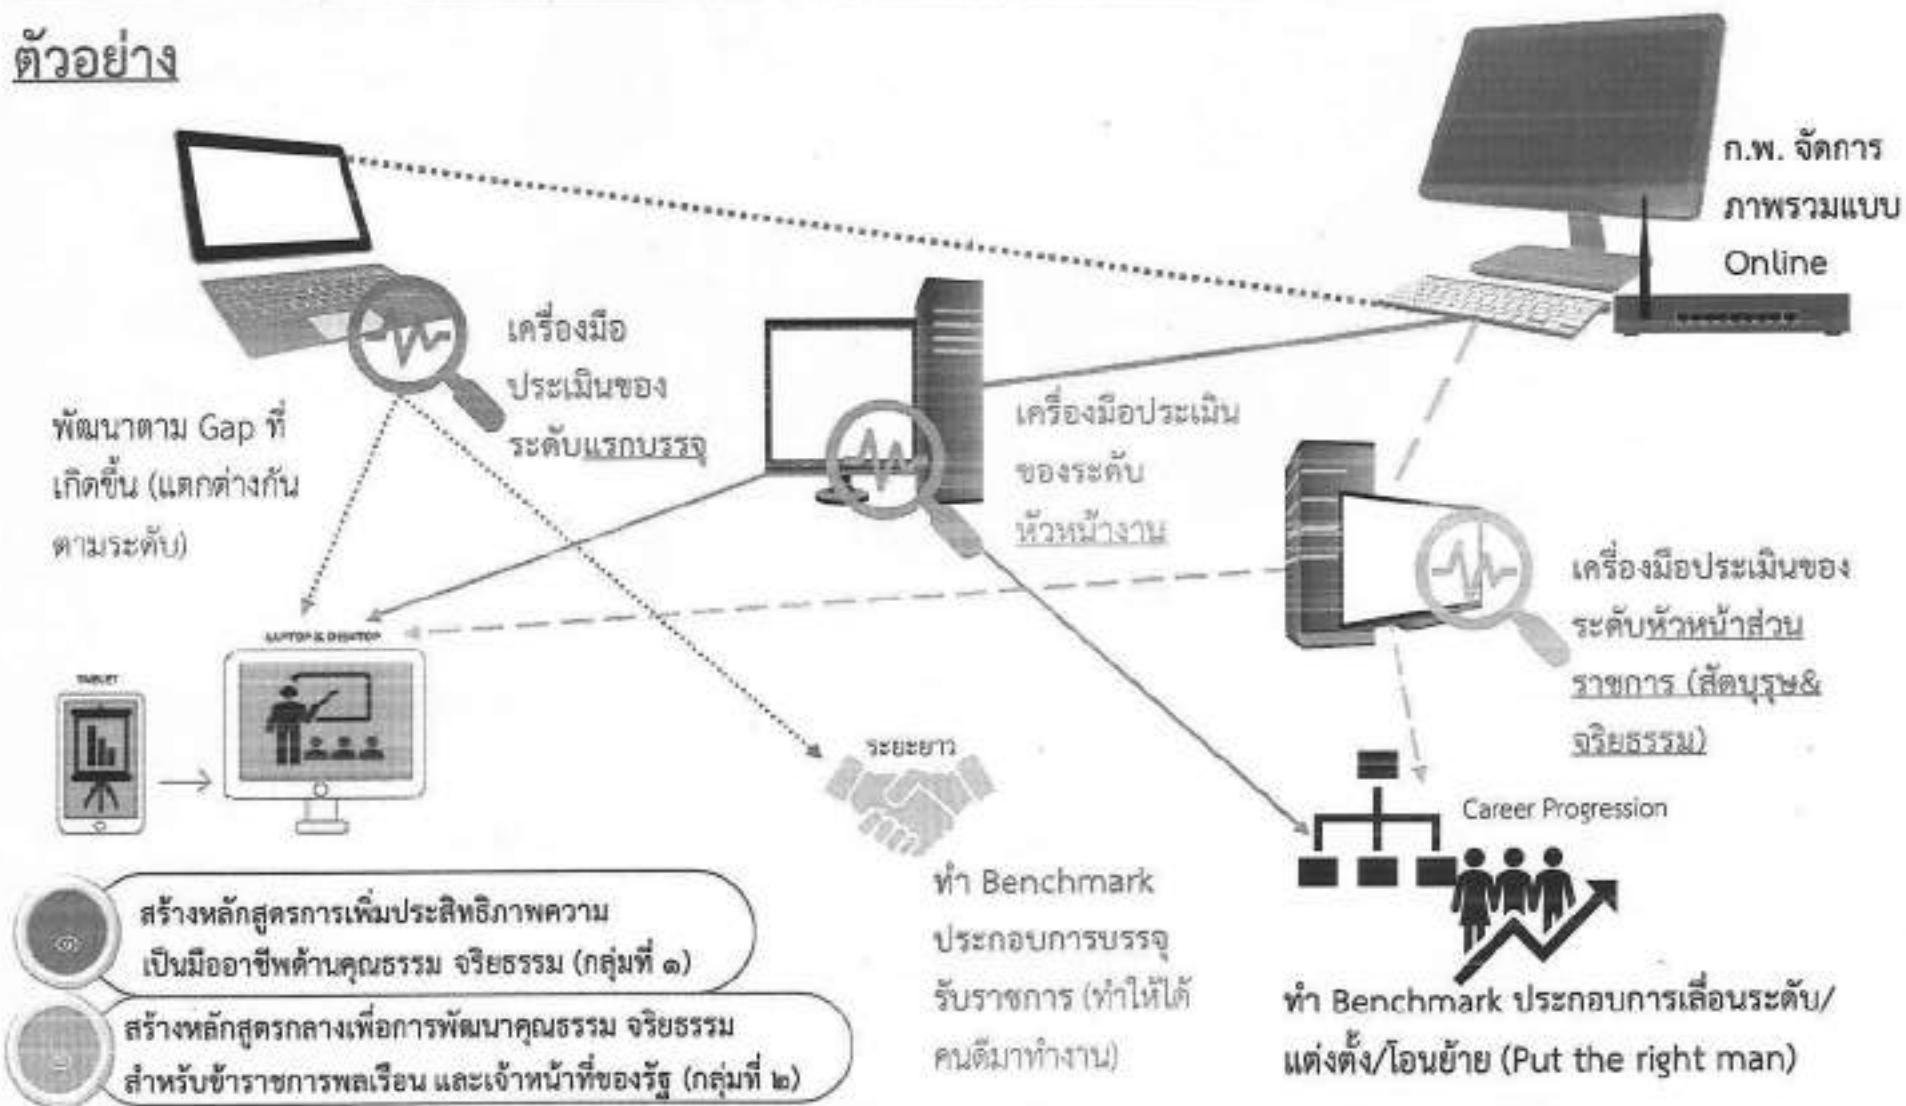 ตัวอย่าง
ก.พ. จัดการ
ภาพรวมแบบ
Online
เครื่องมือ
ประเมินของ
ระดับแรกบรรจุ
เครื่องมือประเมิน
ของระดับ
หัวหน้างาน
พัฒนาตาม Gap ที่
เกิดขึ้น (แตกต่างกัน
ตามระดับ)
เครื่องมือประเมินของ
ระดับหัวหน้าส่วน
ราชการ (สัตบุรุษ&
จริยธรรม)
LAPTOP & DESKTOP
TABLET
ระยะยาว
Career Progression
ทำ Benchmark
ประกอบการบรรจุ
รับราชการ (ทำให้ได้
คนดีมาทำงาน)
ทำ Benchmark ประกอบการเลื่อนระดับ/
แต่งตั้ง/โอนย้าย (Put the right man)
สร้างหลักสูตรการเพิ่มประสิทธิภาพความ
เป็นมืออาชีพด้านคุณธรรม จริยธรรม (กลุ่มที่ ๑)
สร้างหลักสูตรกลางเพื่อการพัฒนาคุณธรรม จริยธรรม
สำหรับข้าราชการพลเรือน และเจ้าหน้าที่ของรัฐ (กลุ่มที่ ๒)